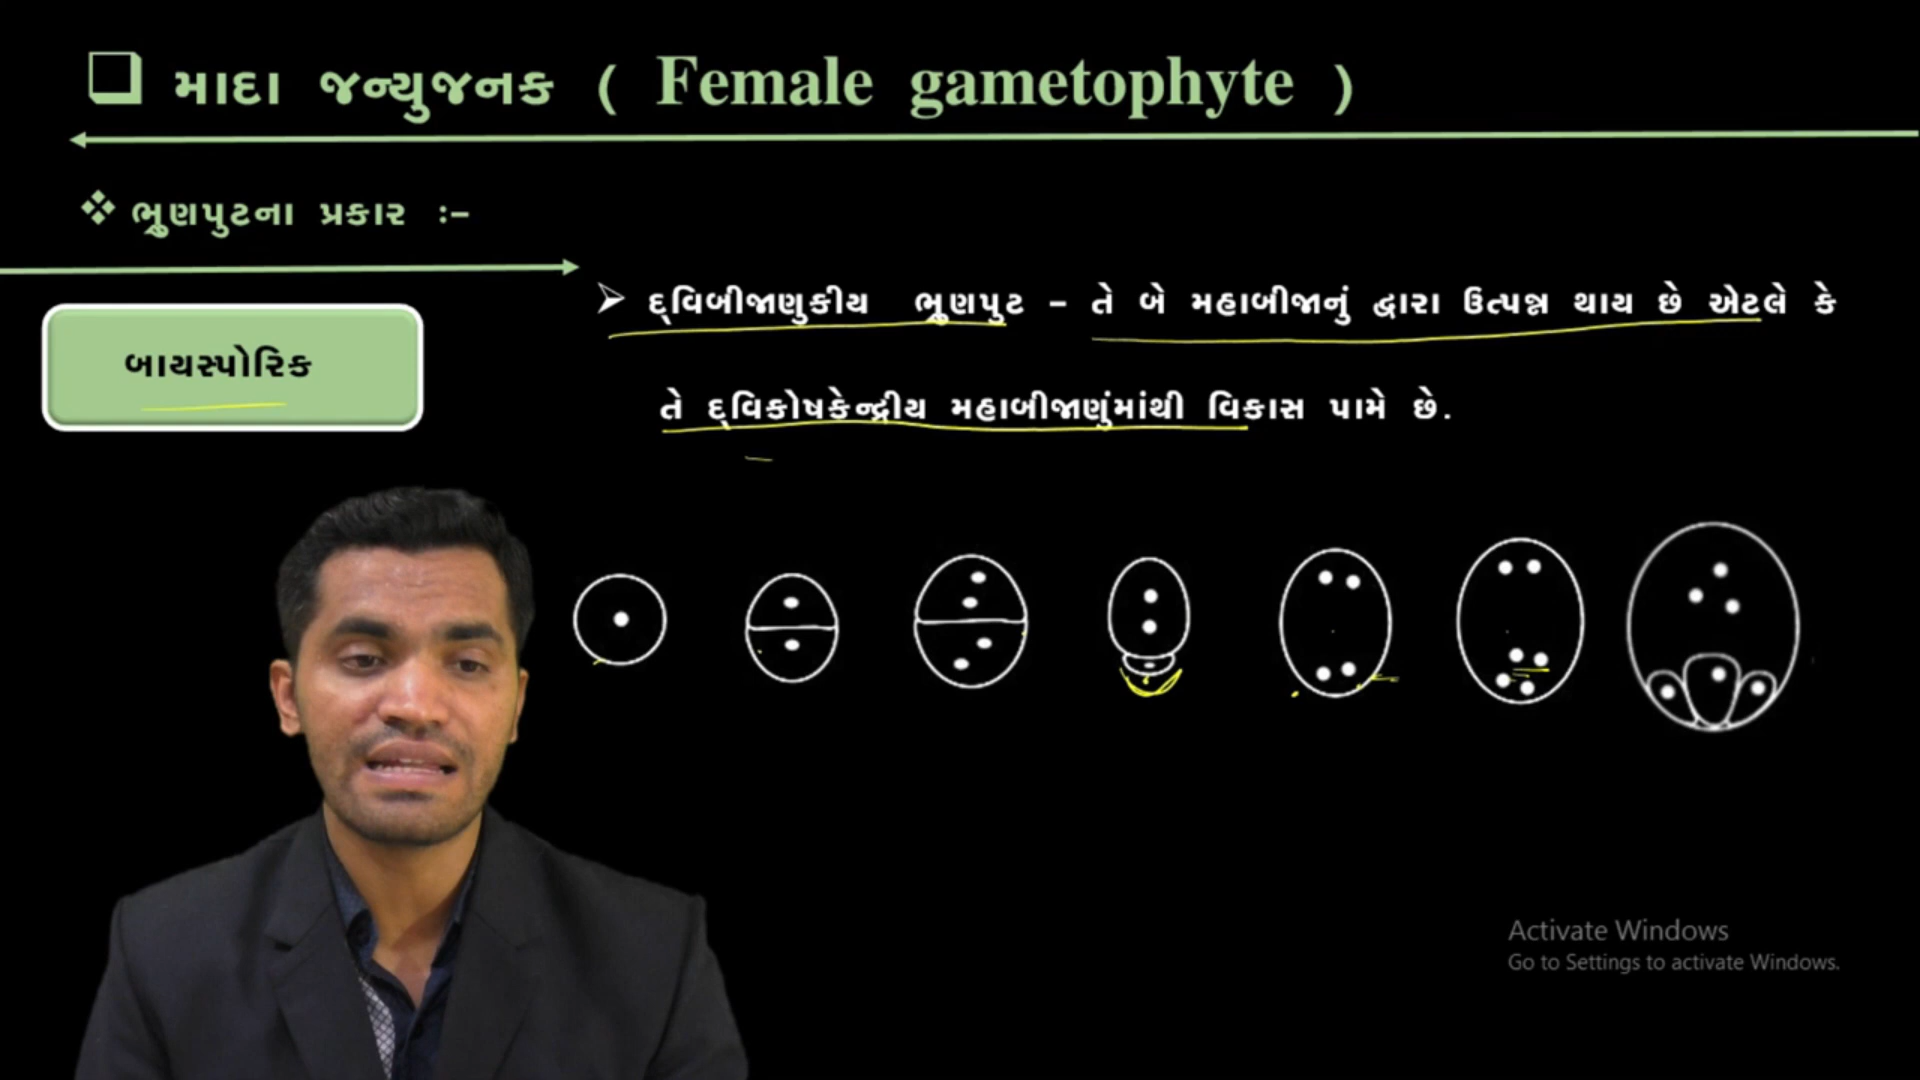 ❑ માદા જન્યુજનક ( Female gametophyte )
❖ ભ્રુણપુટના પ્રકાર :–
બાયસ્પોરિક
➢ દ્‌વિબીજાણુકીય ભ્રુણપુટ – તે બે મહાબીજાનું દ્વારા ઉત્પન્ન થાય છે એટલે કે
તે દ્‌વિકોષકેન્દ્રીય મહાબીજાણુંમાંથી વિકાસ પામે છે.
Activate Windows
Go to Settings to activate Windows.